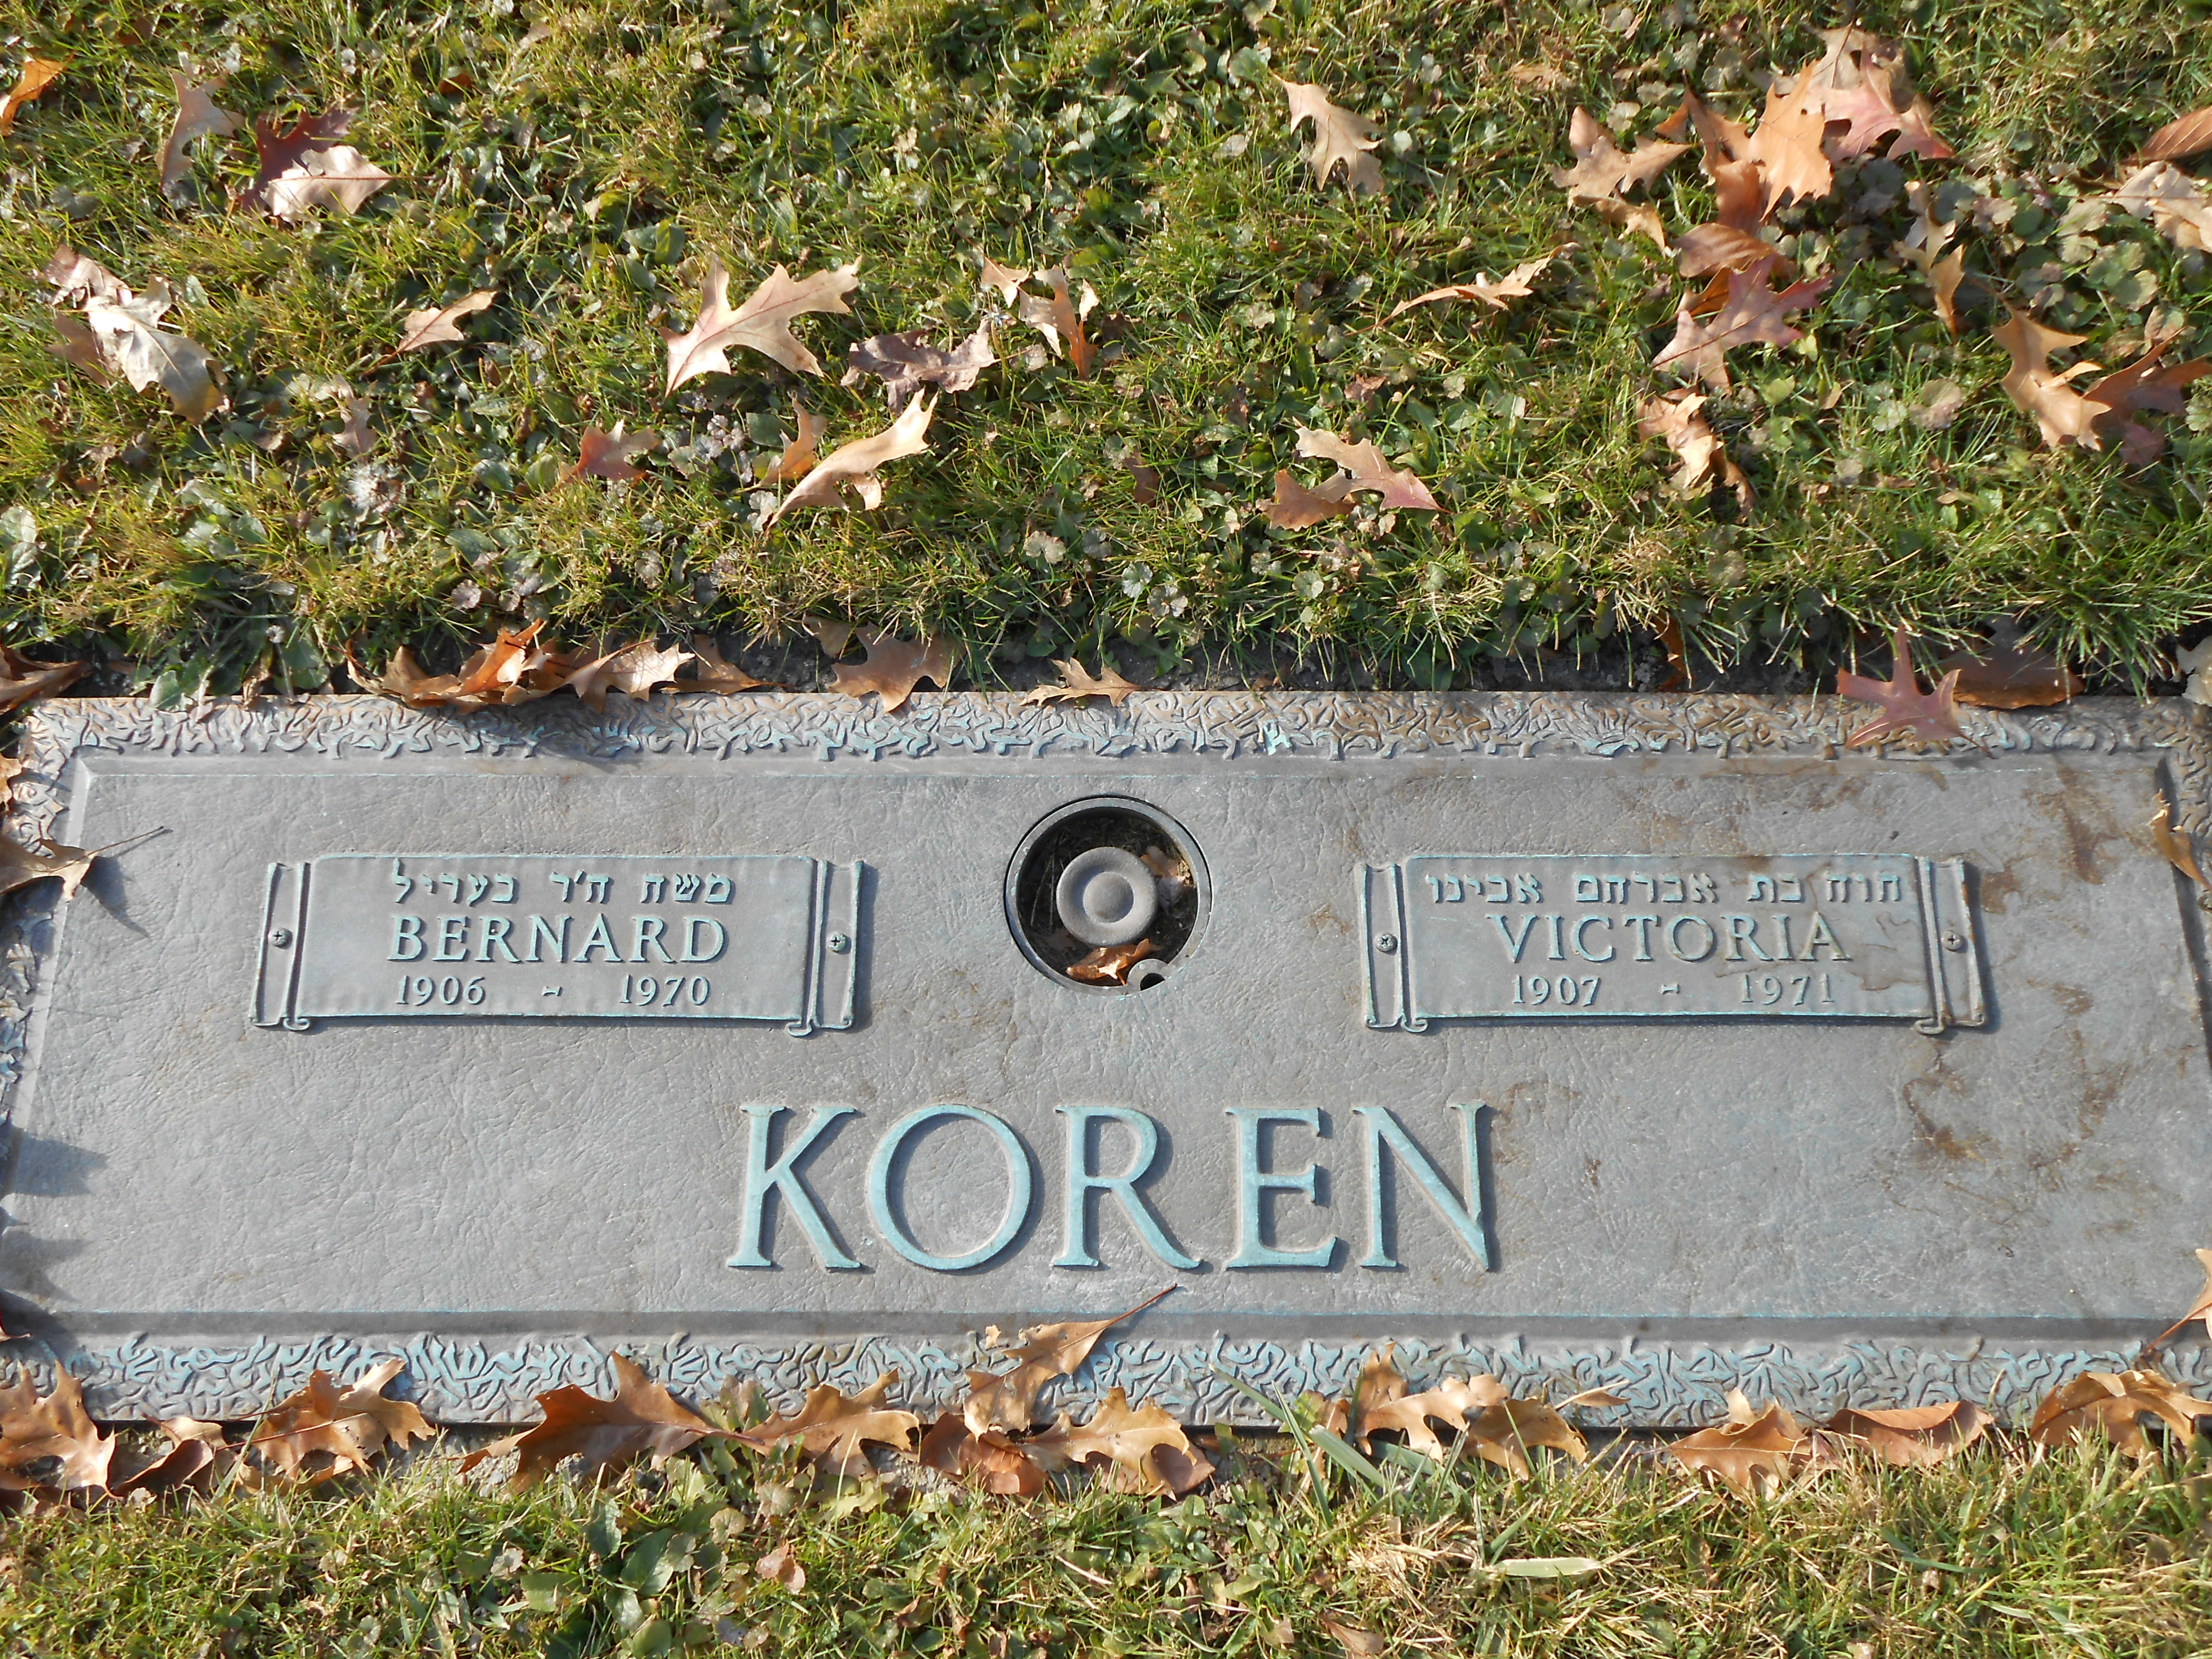 משה ה׳ר בעריל
BERNARD
1906 - 1970
חוה בת אברהם אבינו
VICTORIA
1907 - 1971
KOREN